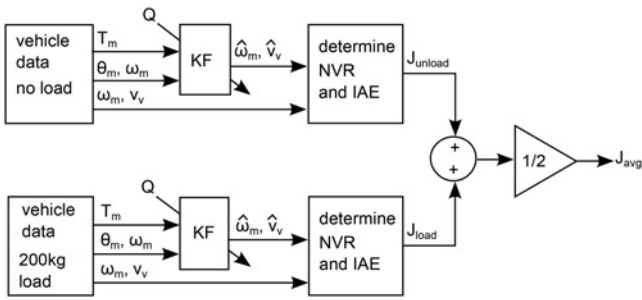 vehicle
data
no load
T_m
θ_m, ω_m
ω_m, v_v
Q
KF
ω̂_m, v̂_v
determine
NVR
and IAE
J_unload
+
+
1/2
J_avg
vehicle
data
200kg
load
T_m
θ_m, ω_m
ω_m, v_v
Q
KF
ω̂_m, v̂_v
determine
NVR
and IAE
J_load